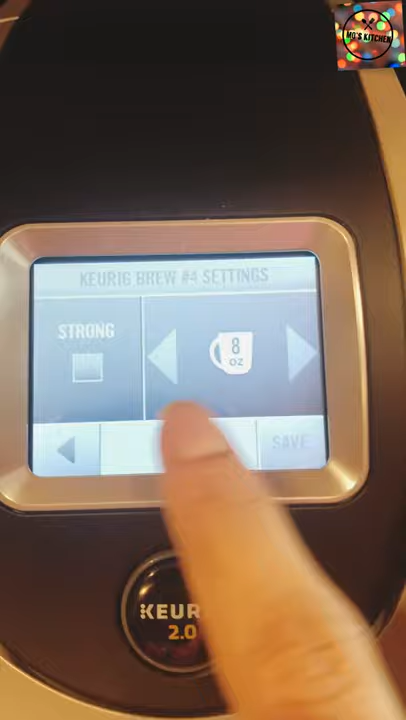 MO'S KITCHEN
KEURIG BREW #4 SETTINGS
STRONG
8
OZ
SAVE
KEUR
2.0